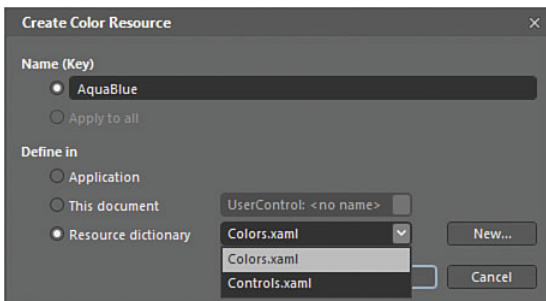 Create Color Resource
Name (Key)
AquaBlue
Apply to all
Define in
Application
This document UserControl: <no name>
Resource dictionary Colors.xaml New...
Colors.xaml
Controls.xaml Cancel